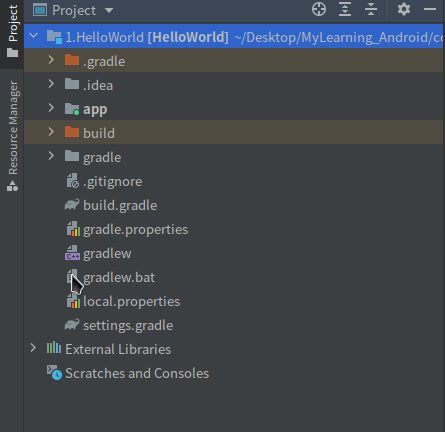 Project
Resource Manager
Project
1.HelloWorld [HelloWorld] ~/Desktop/MyLearning_Android/co
.gradle
.idea
app
build
gradle
.gitignore
build.gradle
gradle.properties
gradlew
gradlew.bat
local.properties
settings.gradle
External Libraries
Scratches and Consoles